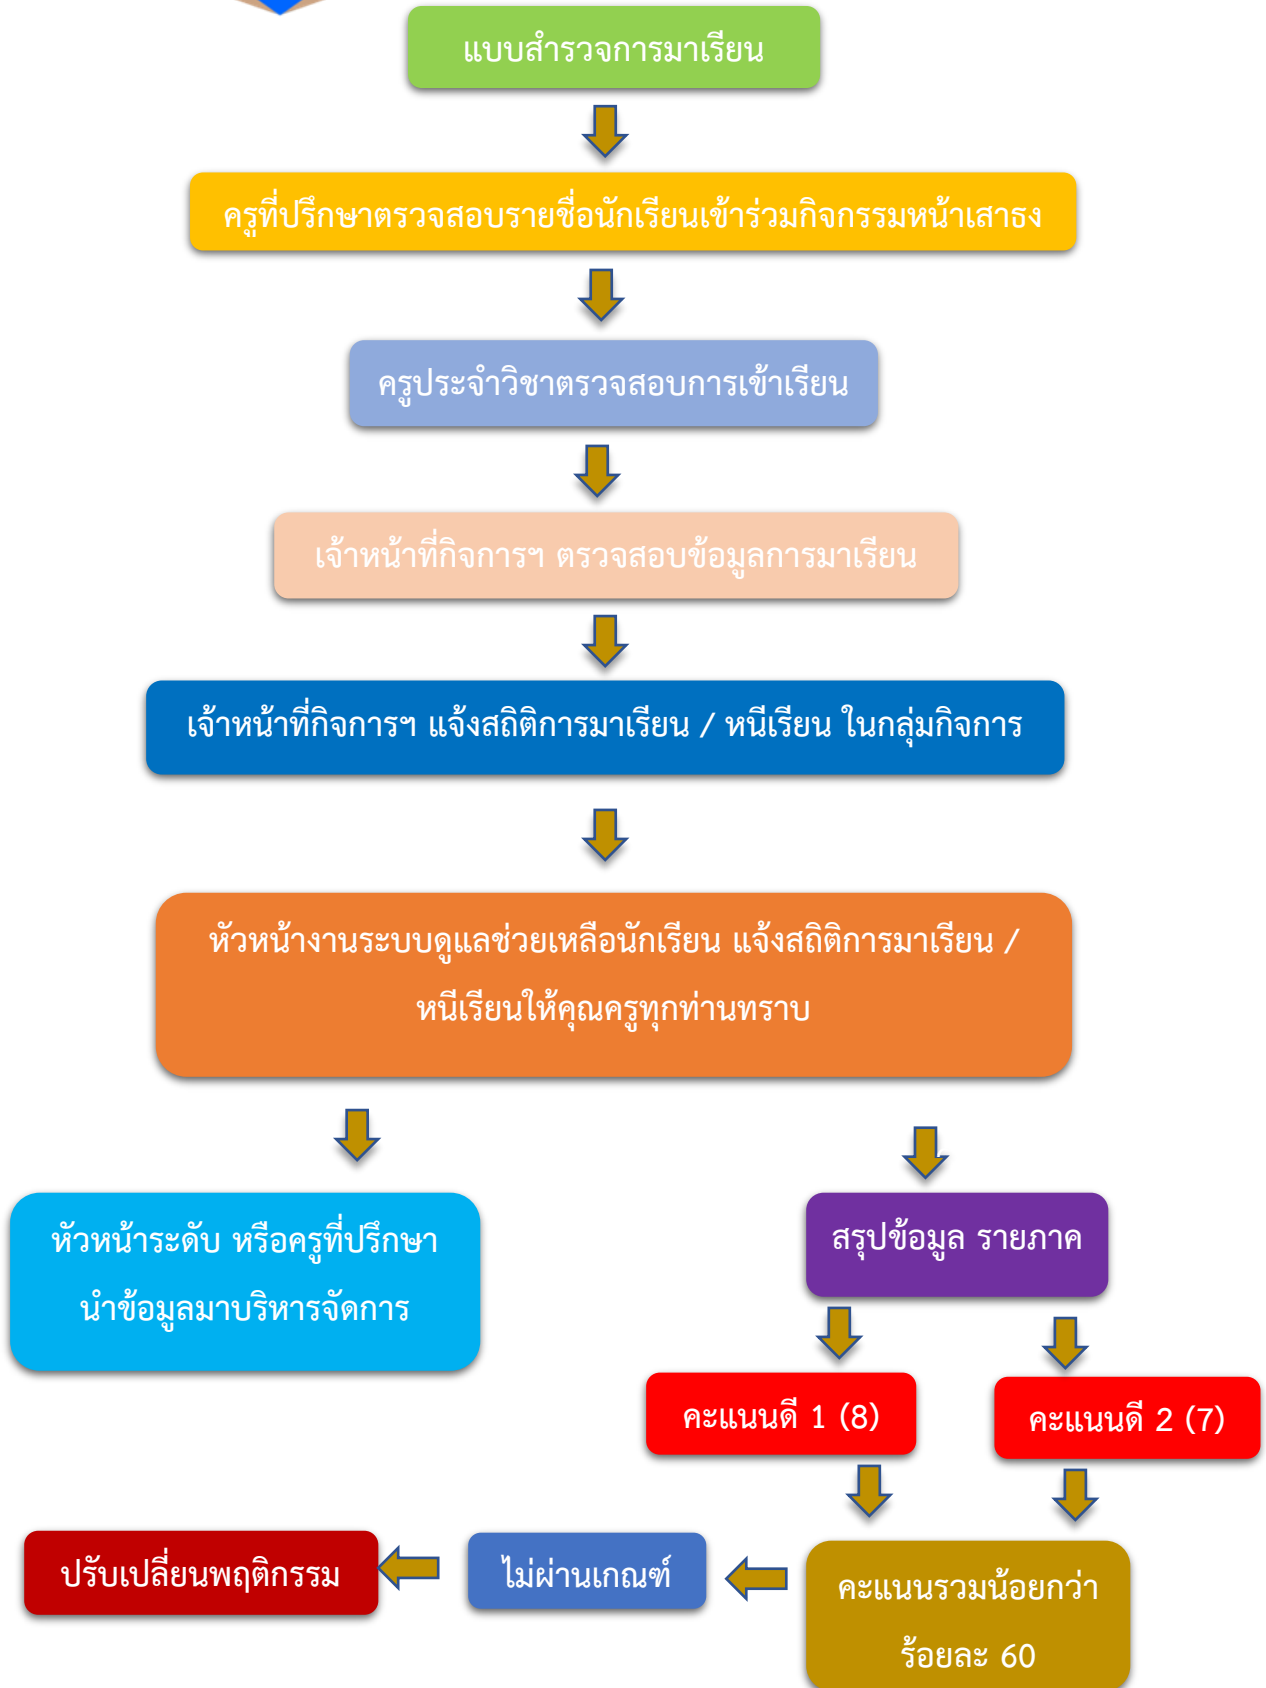 แบบสำรวจการมาเรียน
ครูที่ปรึกษาตรวจสอบรายชื่อนักเรียนเข้าร่วมกิจกรรมหน้าเสาธง
ครูประจำวิชาตรวจสอบการเข้าเรียน
เจ้าหน้าที่กิจการฯ ตรวจสอบข้อมูลการมาเรียน
เจ้าหน้าที่กิจการฯ แจ้งสถิติการมาเรียน / หนีเรียน ในกลุ่มกิจการ
หัวหน้างานระบบดูแลช่วยเหลือนักเรียน แจ้งสถิติการมาเรียน /
หนีเรียนให้คุณครูทุกท่านทราบ
หัวหน้าระดับ หรือครูที่ปรึกษา
นำข้อมูลมาบริหารจัดการ
สรุปข้อมูล รายภาค
คะแนนดี 1 (8)
คะแนนดี 2 (7)
คะแนนรวมน้อยกว่า
ร้อยละ 60
ไม่ผ่านเกณฑ์
ปรับเปลี่ยนพฤติกรรม